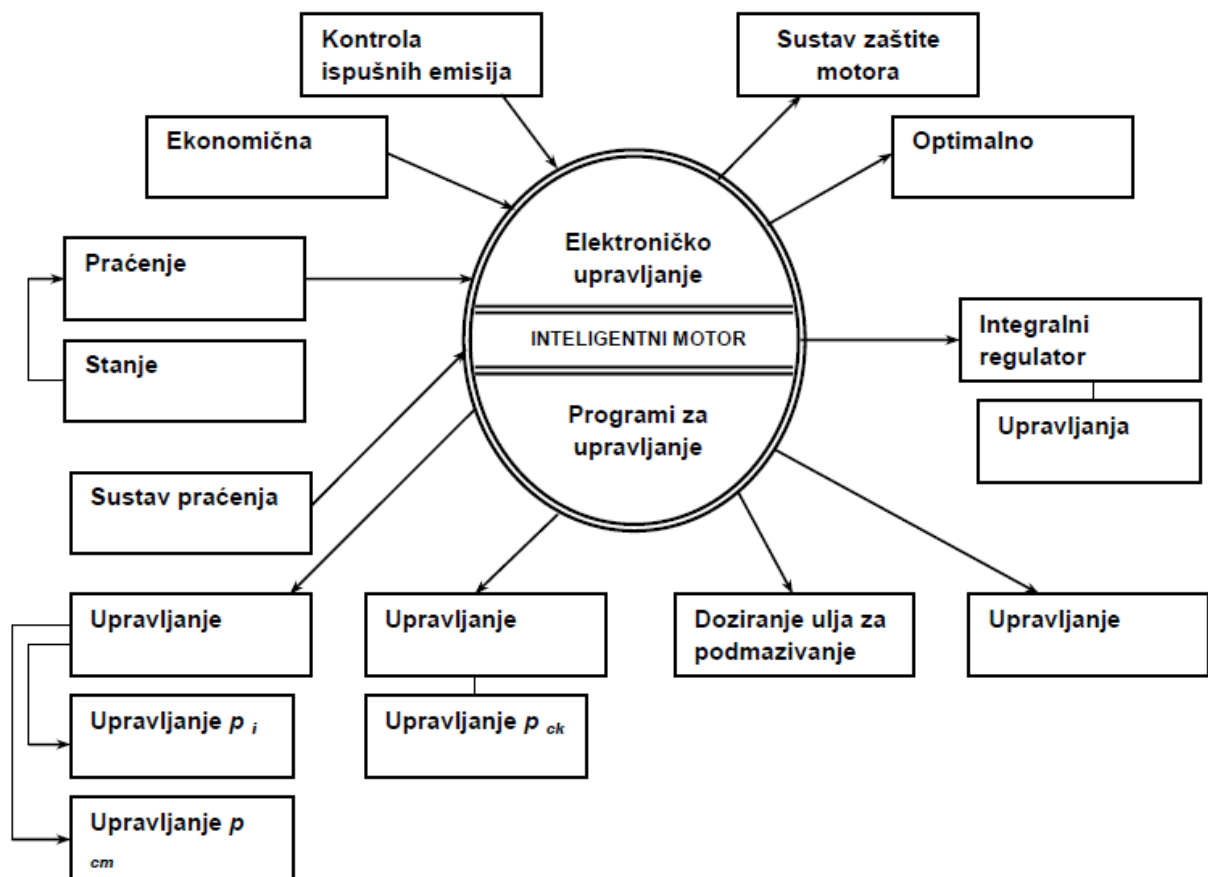 Kontrola
ispušnih emisija
Sustav zaštite
motora
Ekonomična
Optimalno
Elektroničko
upravljanje
Praćenje
INTELIGENTNI MOTOR
Integralni
regulator
Stanje
Programi za
upravljanje
Upravljanja
Sustav praćenja
Upravljanje
Upravljanje
Doziranje ulja za
podmazivanje
Upravljanje
Upravljanje p i
Upravljanje p ck
Upravljanje p
cm